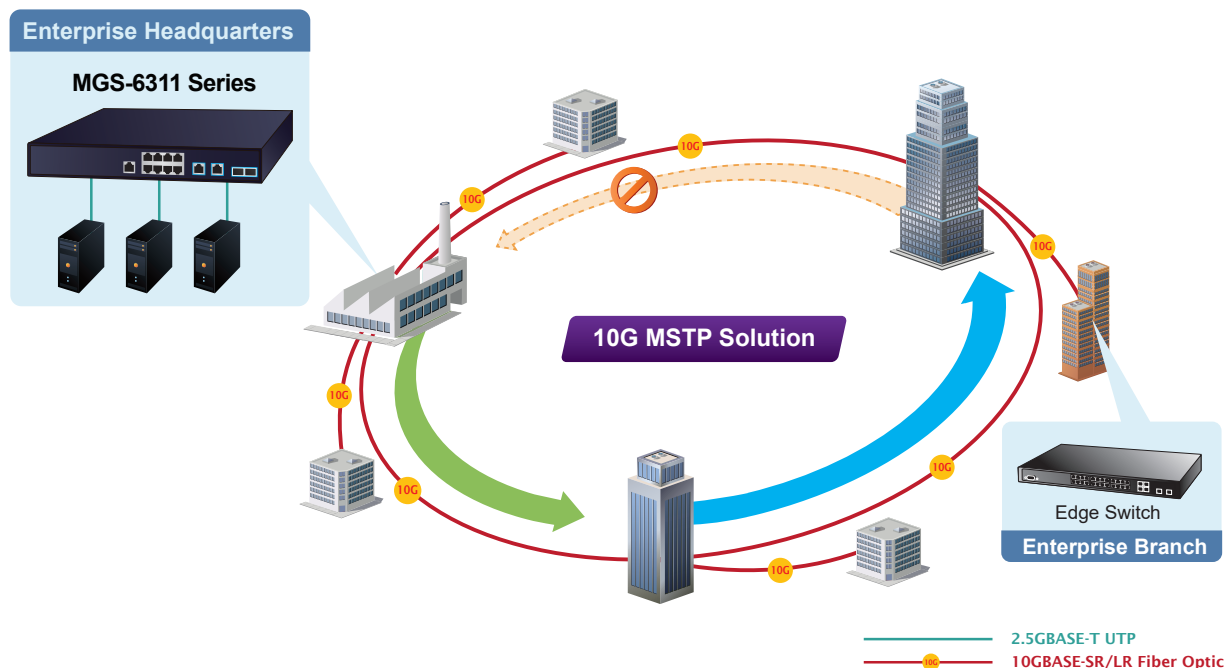 Enterprise Headquarters
MGS-6311 Series
10G
10G
10G
10G MSTP Solution
10G
10G
10G
10G
Edge Switch
Enterprise Branch
10G
2.5GBASE-T UTP
10G
10GBASE-SR/LR Fiber Optic